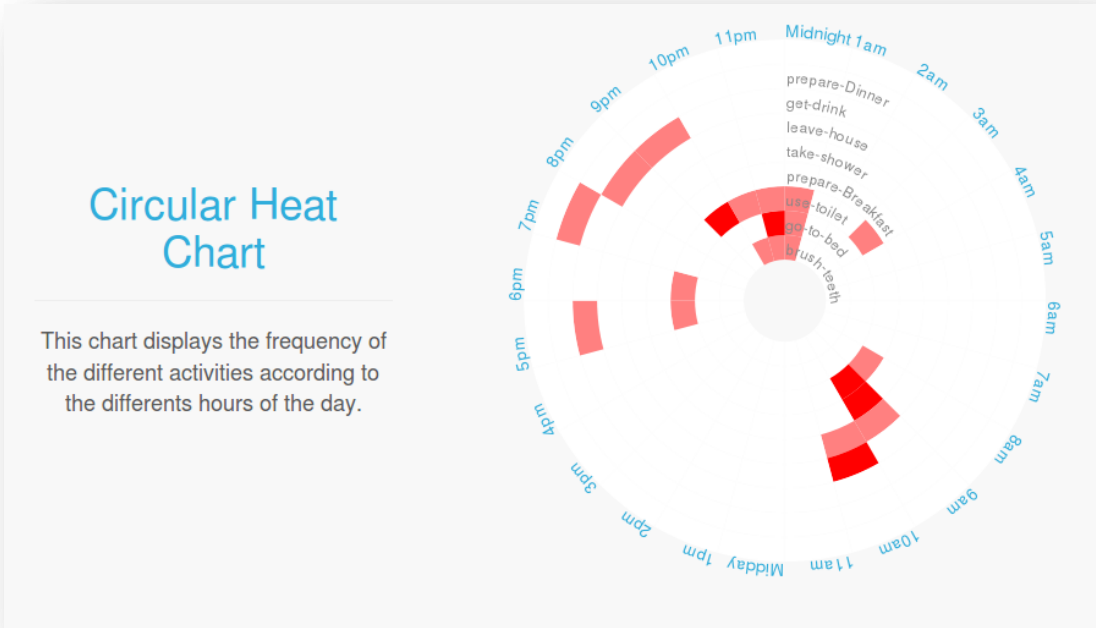 Circular Heat
Chart
This chart displays the frequency of
the different activities according to
the differents hours of the day.
Midnight
1am
2am
3am
4am
5am
6am
7am
8am
9am
10am
11am
Midday
1pm
2pm
3pm
4pm
5pm
6pm
7pm
8pm
9pm
10pm
11pm
prepare-Dinner
get-drink
leave-house
take-shower
prepare-Breakfast
use-toilet
go-to-bed
brush-teeth